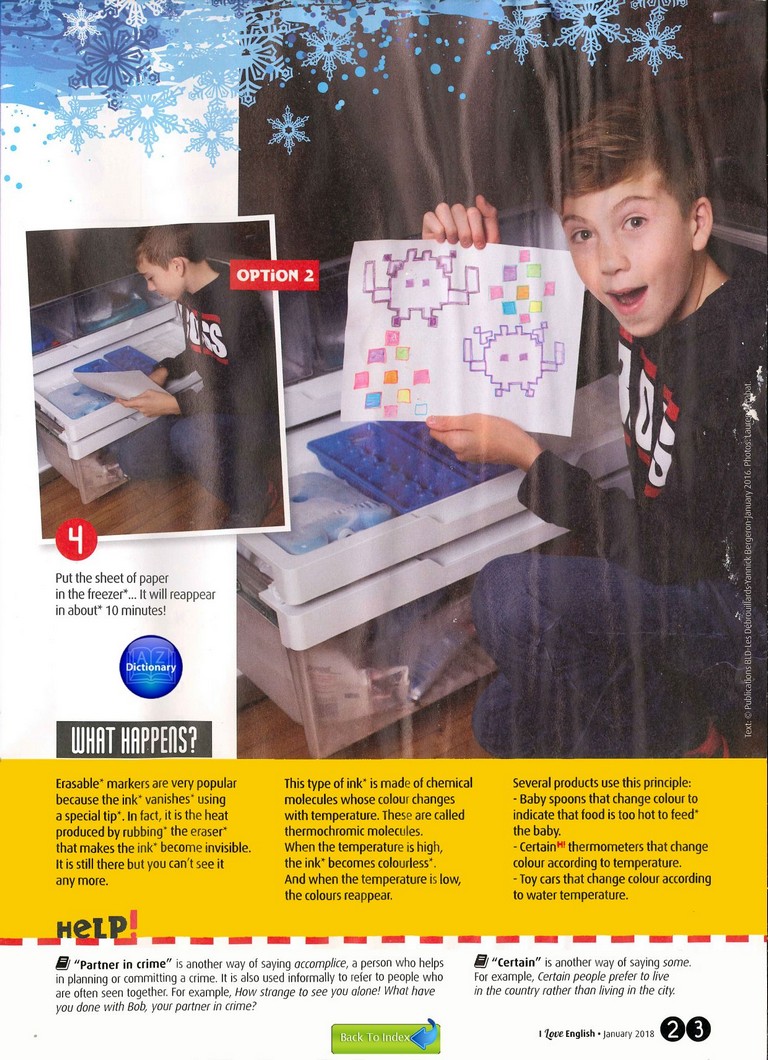 OPTION 2
4
Put the sheet of paper
in the freezer*... It will reappear
in about* 10 minutes!
A Z
Dictionary
WHAT HAPPENS?
Erasable* markers are very popular
because the ink* vanishes* using
a special tip*. In fact, it is the heat
produced by rubbing* the eraser*
that makes the ink* become invisible.
It is still there but you can't see it
any more.
This type of ink* is made of chemical
molecules whose colour changes
with temperature. These are called
thermochromic molecules.
When the temperature is high,
the ink* becomes colourless*.
And when the temperature is low,
the colours reappear.
Several products use this principle:
- Baby spoons that change colour to
indicate that food is too hot to feed*
the baby.
- Certain H! thermometers that change
colour according to temperature.
- Toy cars that change colour according
to water temperature.
HELP!
"Partner in crime" is another way of saying accomplice, a person who helps
in planning or committing a crime. It is also used informally to refer to people who
are often seen together. For example, How strange to see you alone! What have
you done with Bob, your partner in crime?
"Certain" is another way of saying some.
For example, Certain people prefer to live
in the country rather than living in the city.
Back To Index
I Love English • January 2018 23
Text: © Publications BLD-Les Débrouillards-Yannick Bergeron-January 2016. Photos: